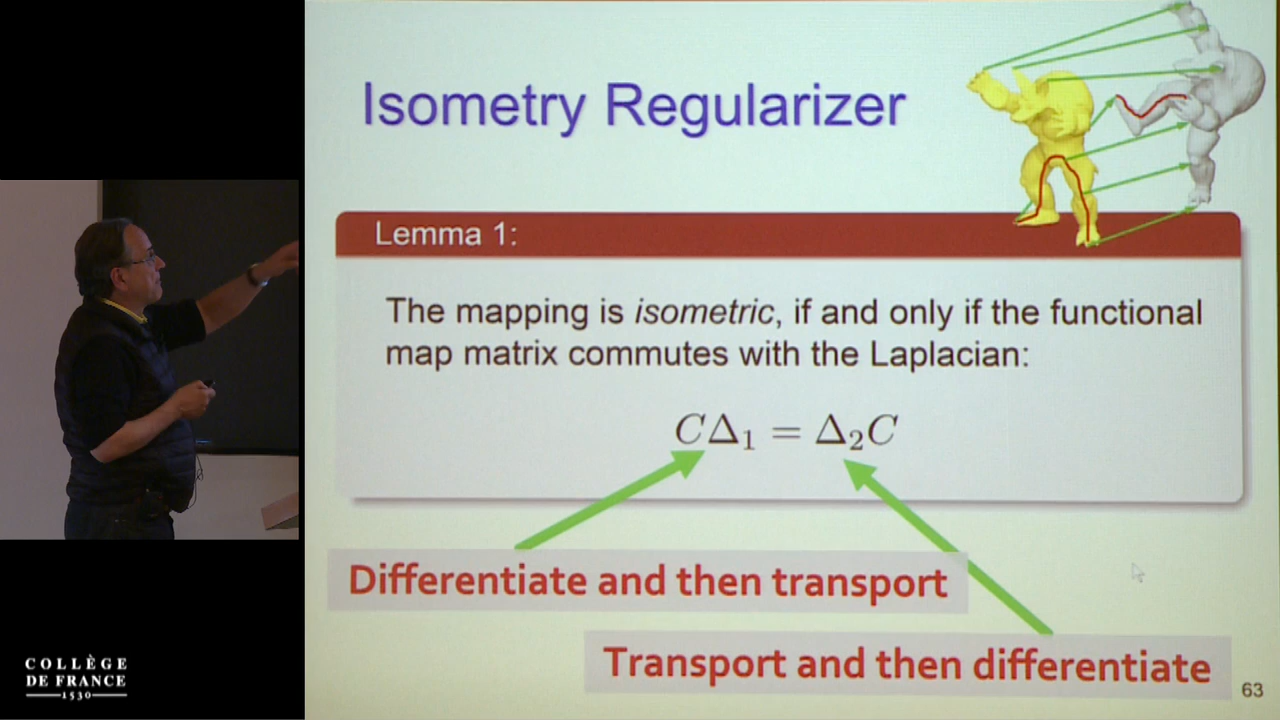 Isometry Regularizer
Lemma 1:
The mapping is isometric, if and only if the functional
map matrix commutes with the Laplacian:
CΔ₁ = Δ₂C
Differentiate and then transport
Transport and then differentiate
63
COLLÈGE
DE FRANCE
1530